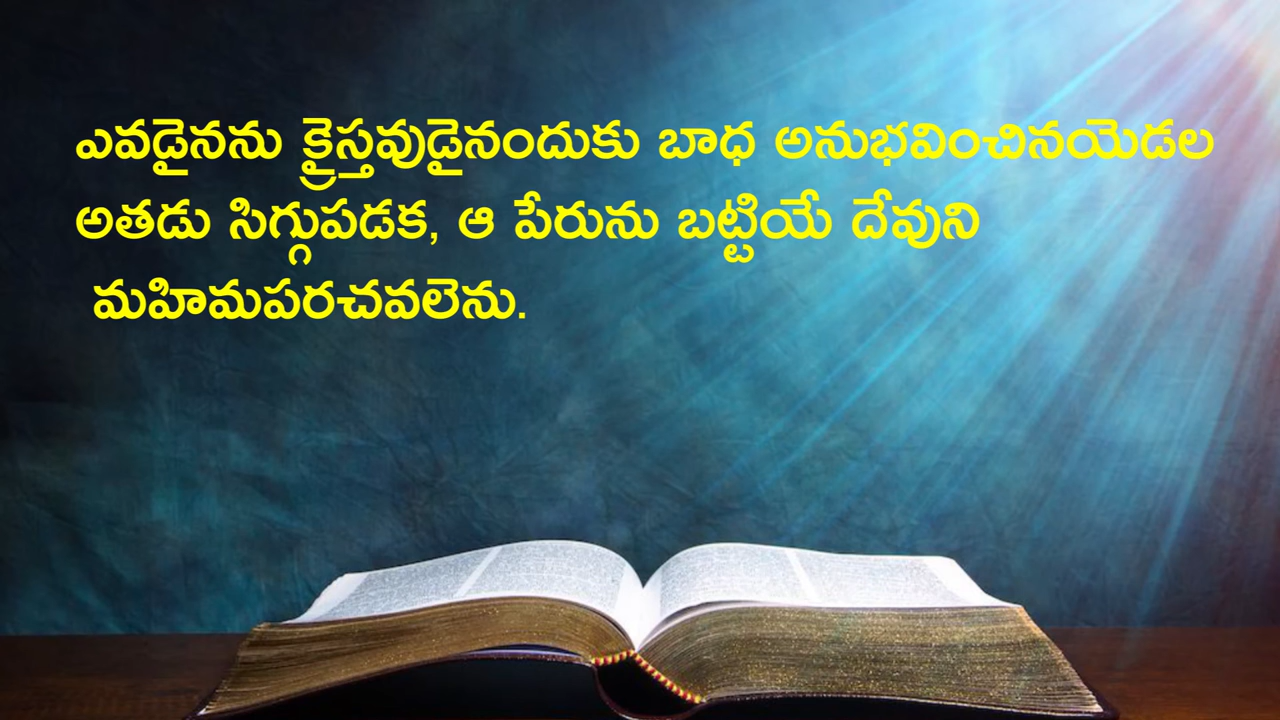 ఎవడైనను క్రైస్తవుడైనందుకు బాధ అనుభవించినయెడల
అతడు సిగ్గుపడక, ఆ పేరును బట్టియే దేవుని
మహిమపరచవలెను.